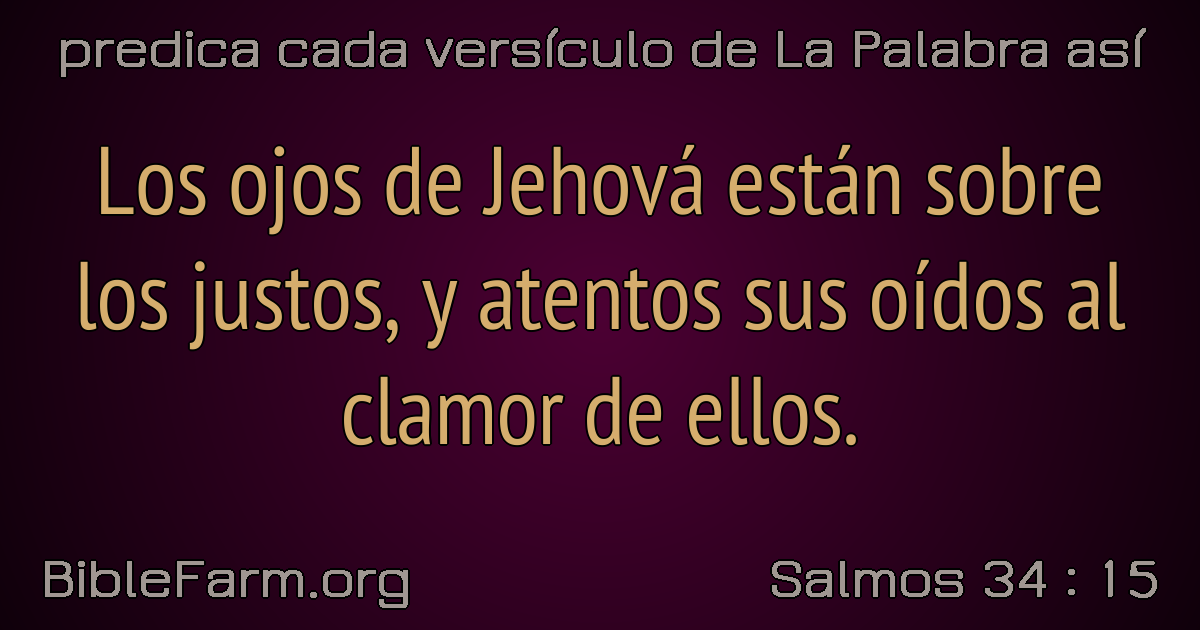 predica cada versículo de La Palabra así
Los ojos de Jehová están sobre
los justos, y atentos sus oídos al
clamor de ellos.
BibleFarm.org
Salmos 34 : 15